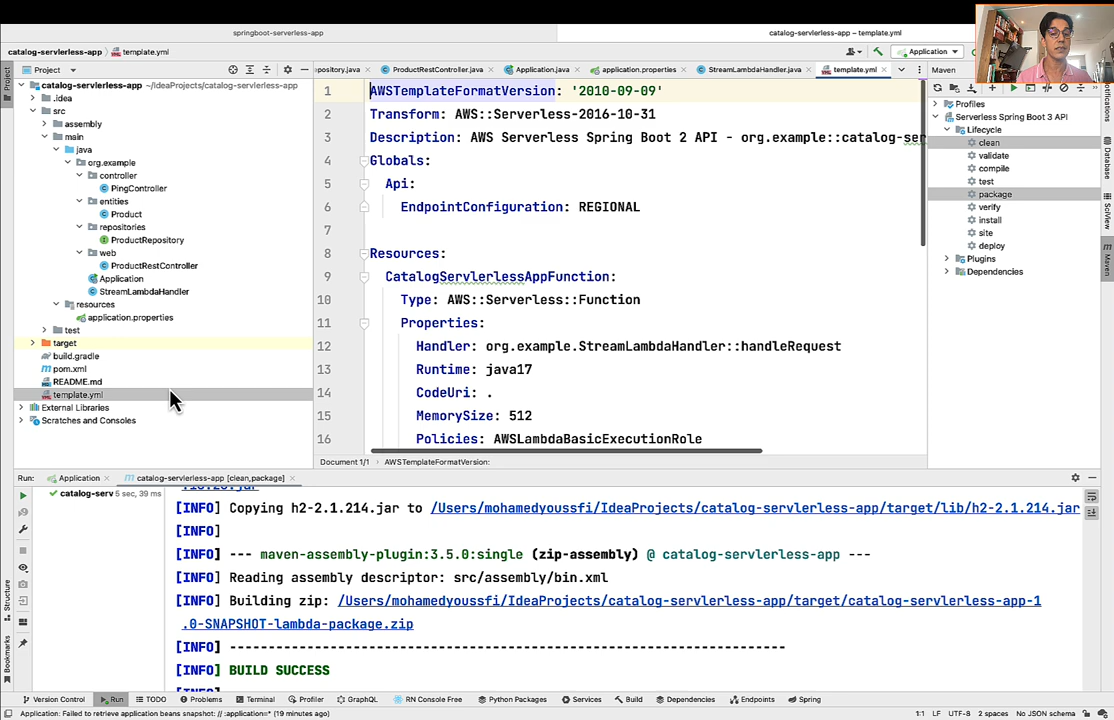 springboot-serverless-app
catalog-servlerless-app – template.yml
catalog-servlerless-app
template.yml
Application
Project
ository.java
ProductRestController.java
Application.java
application.properties
StreamLambdaHandler.java
template.yml
Maven
catalog-servlerless-app ~/IdeaProjects/catalog-servlerless-app
.idea
src
assembly
main
java
org.example
controller
PingController
entities
Product
repositories
ProductRepository
web
ProductRestController
Application
StreamLambdaHandler
resources
application.properties
test
target
build.gradle
pom.xml
README.md
template.yml
External Libraries
Scratches and Consoles
1 AWSTemplateFormatVersion: '2010-09-09'
2 Transform: AWS::Serverless-2016-10-31
3 Description: AWS Serverless Spring Boot 2 API - org.example::catalog-ser
4 Globals:
5 Api:
6 EndpointConfiguration: REGIONAL
7
8 Resources:
9 CatalogServlerlessAppFunction:
10 Type: AWS::Serverless::Function
11 Properties:
12 Handler: org.example.StreamLambdaHandler::handleRequest
13 Runtime: java17
14 CodeUri: .
15 MemorySize: 512
16 Policies: AWSLambdaBasicExecutionRole
Document 1/1
AWSTemplateFormatVersion:
Profiles
Serverless Spring Boot 3 API
Lifecycle
clean
validate
compile
test
package
verify
install
site
deploy
Plugins
Dependencies
Project
Structure
Bookmarks
Notifications
Database
SciView
Maven
Run:
Application
catalog-servlerless-app [clean,package]
catalog-serv 5 sec, 39 ms
[INFO] Copying h2-2.1.214.jar to /Users/mohamedyoussfi/IdeaProjects/catalog-servlerless-app/target/lib/h2-2.1.214.jar
[INFO]
[INFO] --- maven-assembly-plugin:3.5.0:single (zip-assembly) @ catalog-servlerless-app ---
[INFO] Reading assembly descriptor: src/assembly/bin.xml
[INFO] Building zip: /Users/mohamedyoussfi/IdeaProjects/catalog-servlerless-app/target/catalog-servlerless-app-1
.0-SNAPSHOT-lambda-package.zip
[INFO] ------------------------------------------------------------------------
[INFO] BUILD SUCCESS
Version Control
Run
TODO
Problems
Terminal
Profiler
GraphQL
RN Console Free
Python Packages
Services
Build
Dependencies
Endpoints
Spring
Application: Failed to retrieve application beans snapshot: // :application=* (19 minutes ago)
1:1 LF UTF-8 2 spaces No JSON schema